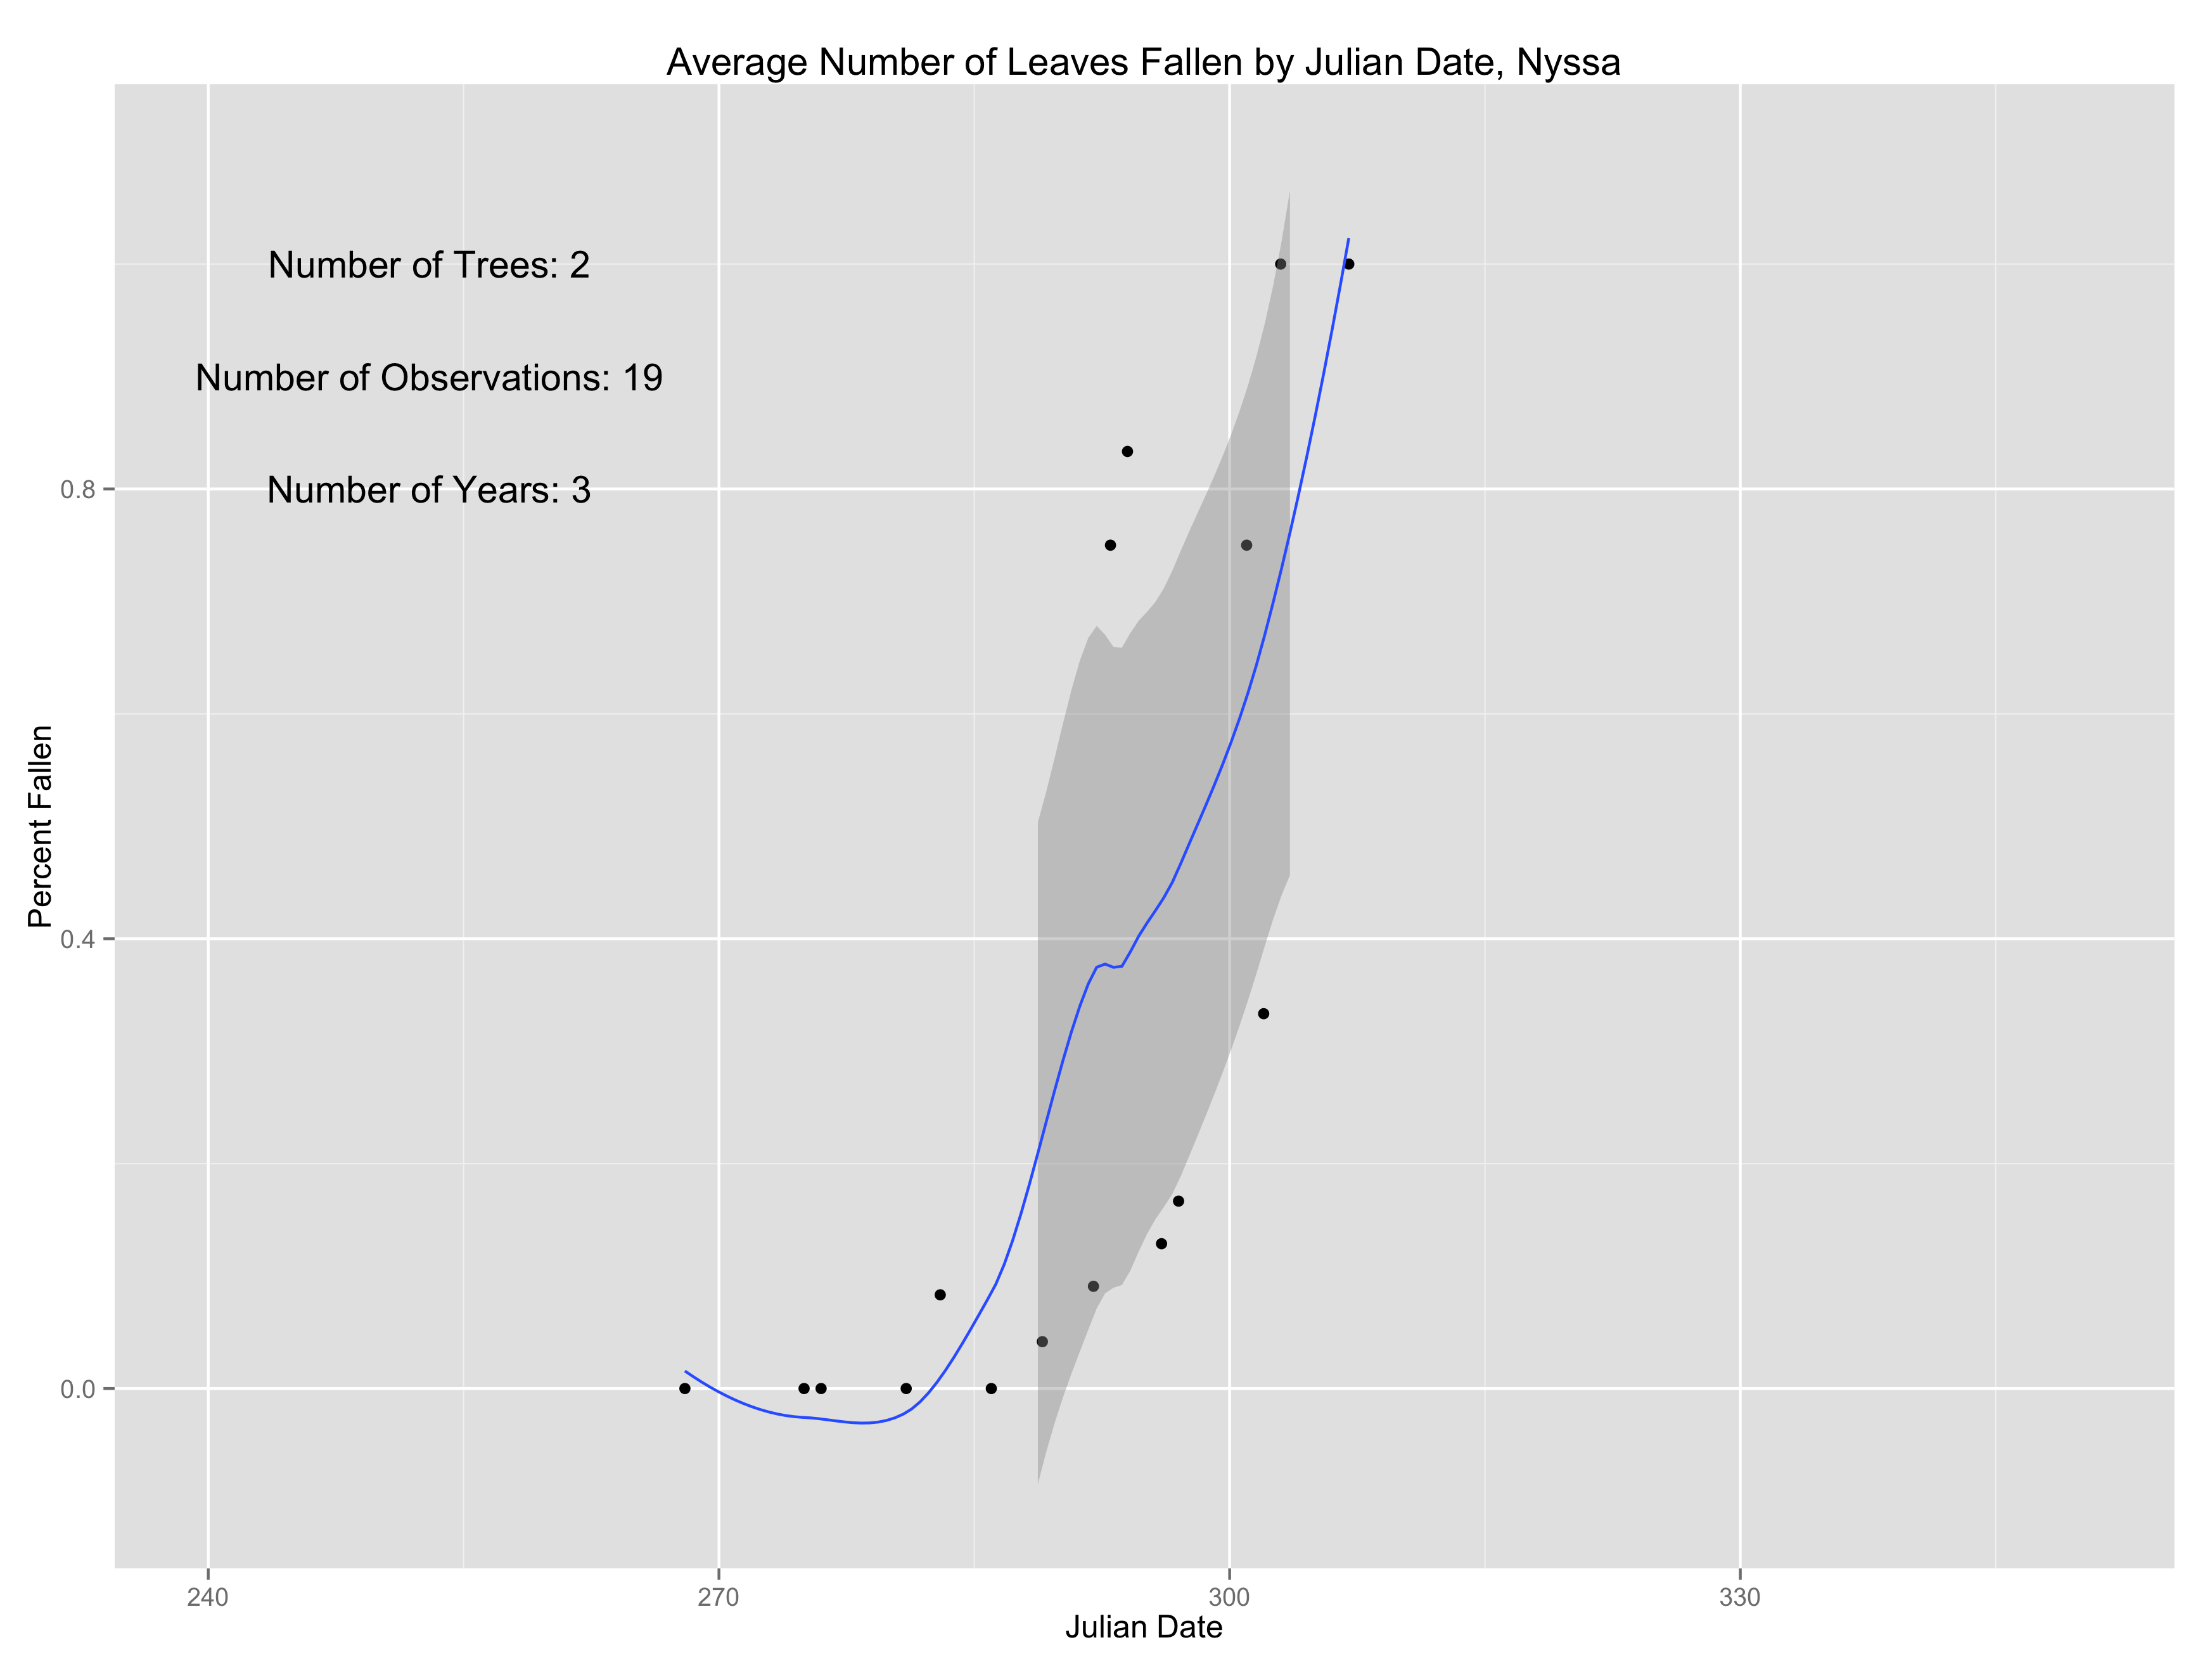 Average Number of Leaves Fallen by Julian Date, Nyssa
Number of Trees: 2
Number of Observations: 19
Number of Years: 3
Percent Fallen
0.8
0.4
0.0
240
270
300
330
Julian Date